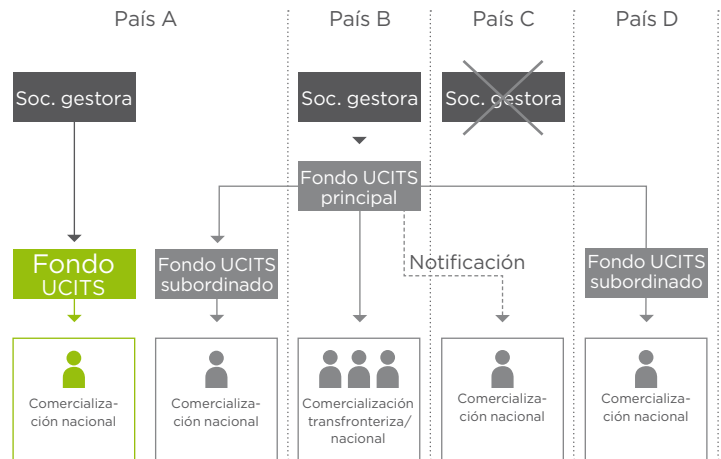 País A
País B
País C
País D
Soc. gestora
Soc. gestora
Soc. gestora
Fondo UCITS
principal
Fondo
UCITS
Fondo UCITS
subordinado
Notificación
Fondo UCITS
subordinado
Comercializa-
ción nacional
Comercializa-
ción nacional
Comercialización
transfronteriza/
nacional
Comercializa-
ción nacional
Comercializa-
ción nacional